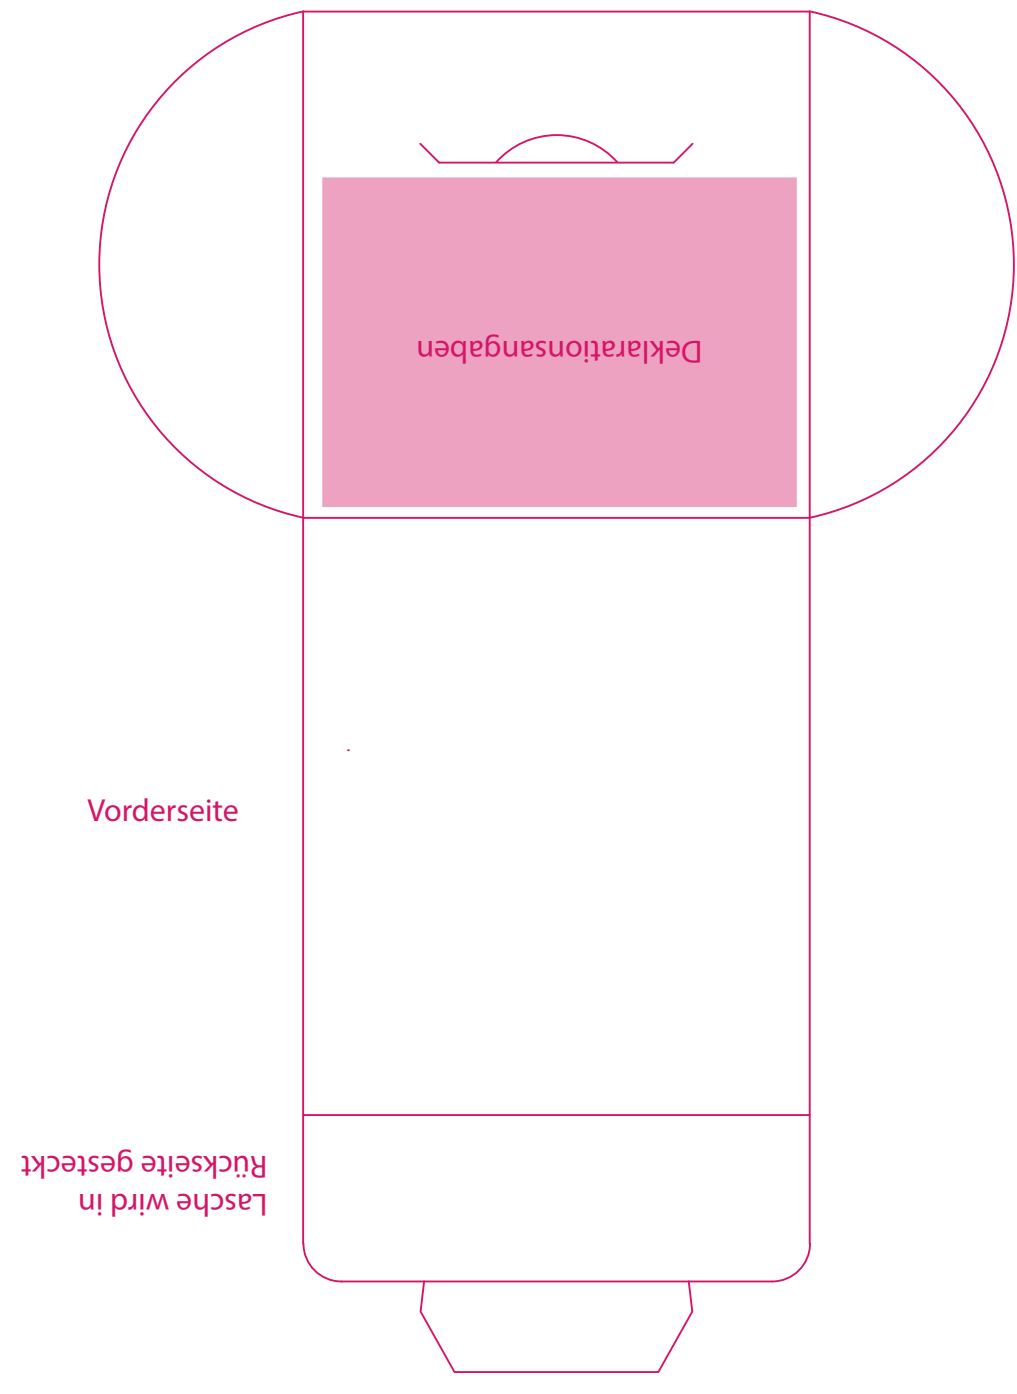 Deklarationsangaben
Vorderseite
Lasche wird in
Rückseite gesteckt